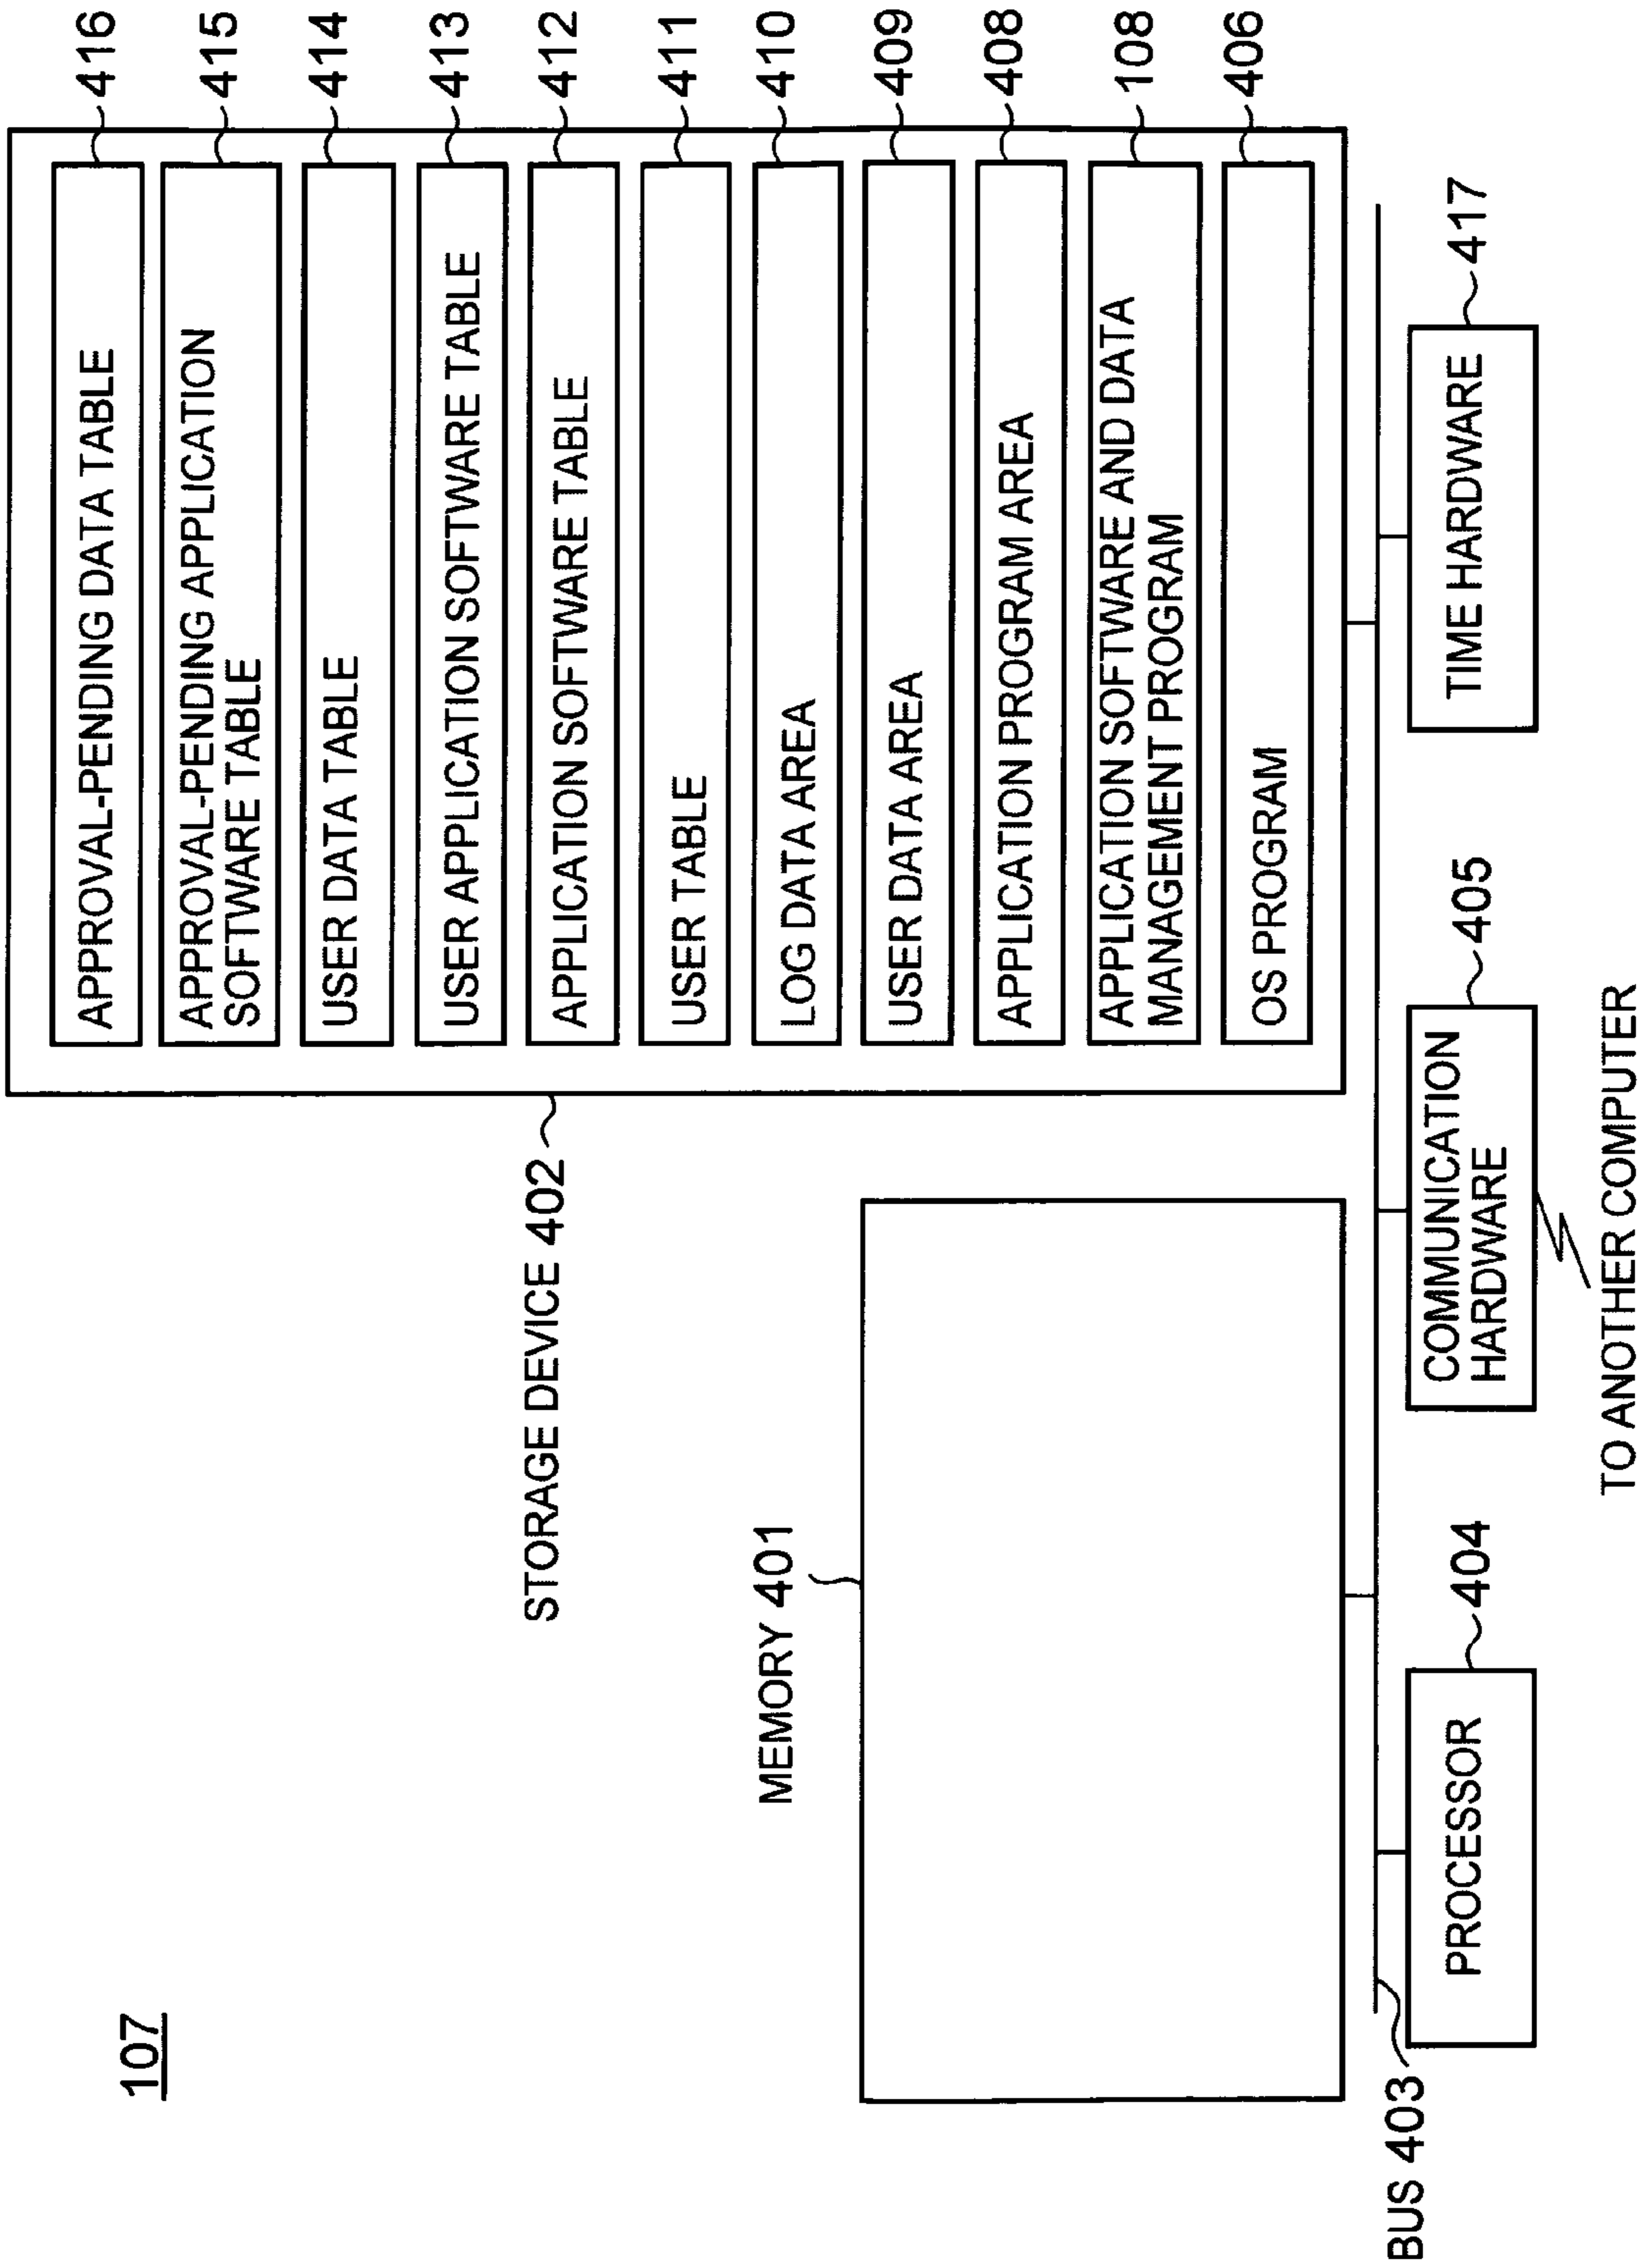 107
STORAGE DEVICE 402
APPROVAL-PENDING DATA TABLE
416
APPROVAL-PENDING APPLICATION
SOFTWARE TABLE
415
USER DATA TABLE
414
USER APPLICATION SOFTWARE TABLE
413
APPLICATION SOFTWARE TABLE
412
USER TABLE
411
LOG DATA AREA
410
USER DATA AREA
409
APPLICATION PROGRAM AREA
408
APPLICATION SOFTWARE AND DATA
MANAGEMENT PROGRAM
108
OS PROGRAM
406
MEMORY 401
BUS 403
PROCESSOR
404
COMMUNICATION
HARDWARE
405
TIME HARDWARE
417
TO ANOTHER COMPUTER